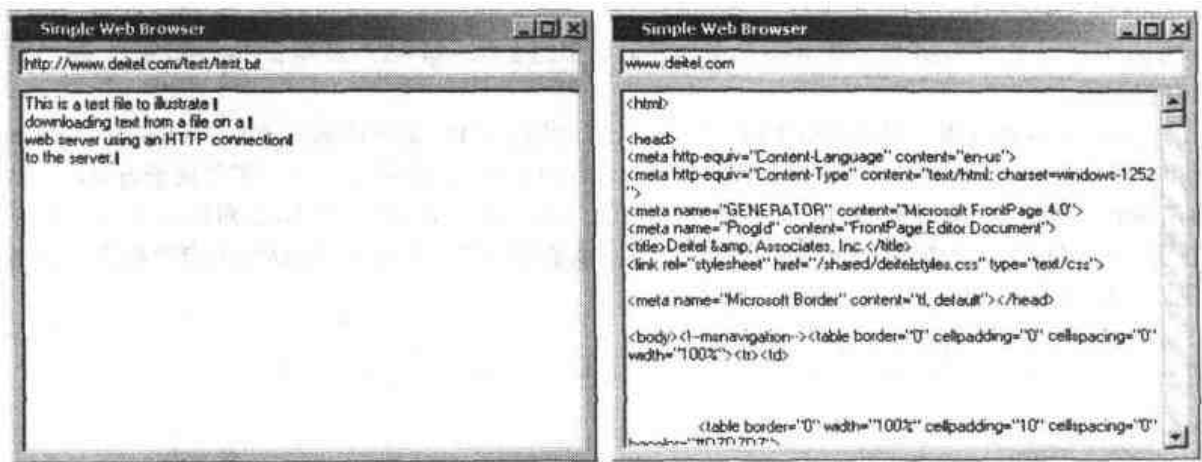 Simple Web Browser
http://www.deitel.com/test/test.txt
This is a test file to illustrate
downloading text from a file on a
web server using an HTTP connection
to the server.
Simple Web Browser
www.deitel.com
<html>
<head>
<meta http-equiv="Content-Language" content="en-us">
<meta http-equiv="Content-Type" content="text/html; charset=windows-1252
">
<meta name="GENERATOR" content="Microsoft FrontPage 4.0">
<meta name="ProgId" content="FrontPage.Editor.Document">
<title>Deitel &amp; Associates, Inc.</title>
<link rel="stylesheet" href="/shared/deitelstyles.css" type="text/css">
<meta name="Microsoft Border" content="tl, default"></head>
<body><!--msnavigation--><table border="0" cellpadding="0" cellspacing="0"
width="100%"><tr><td>
<table border="0" width="100%" cellpadding="10" cellspacing="0"